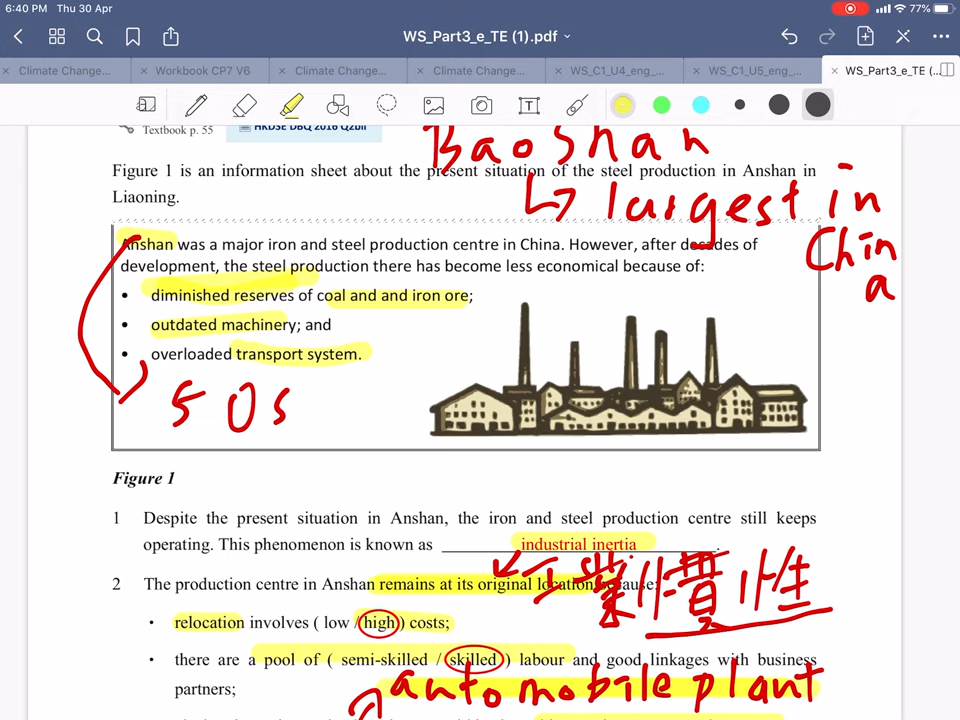 6:40 PM Thu 30 Apr
77%
WS_Part3_e_TE (1).pdf
Climate Change...
Workbook CP7 V6
Climate Change...
Climate Change...
WS_C1_U4_eng_...
WS_C1_U5_eng_...
WS_Part3_e_TE (...
Textbook p. 55
HKDSE DBQ 2016 Q2bii
BaoShan
Figure 1 is an information sheet about the present situation of the steel production in Anshan in
Liaoning.
↳ largest in
China
Anshan was a major iron and steel production centre in China. However, after decades of
development, the steel production there has become less economical because of:
• diminished reserves of coal and and iron ore;
• outdated machinery; and
• overloaded transport system.
50s
Figure 1
1 Despite the present situation in Anshan, the iron and steel production centre still keeps
operating. This phenomenon is known as industrial inertia.
工業慣性
2 The production centre in Anshan remains at its original location because:
• relocation involves ( low / high ) costs;
• there are a pool of ( semi-skilled / skilled ) labour and good linkages with business
partners;
automobile plant